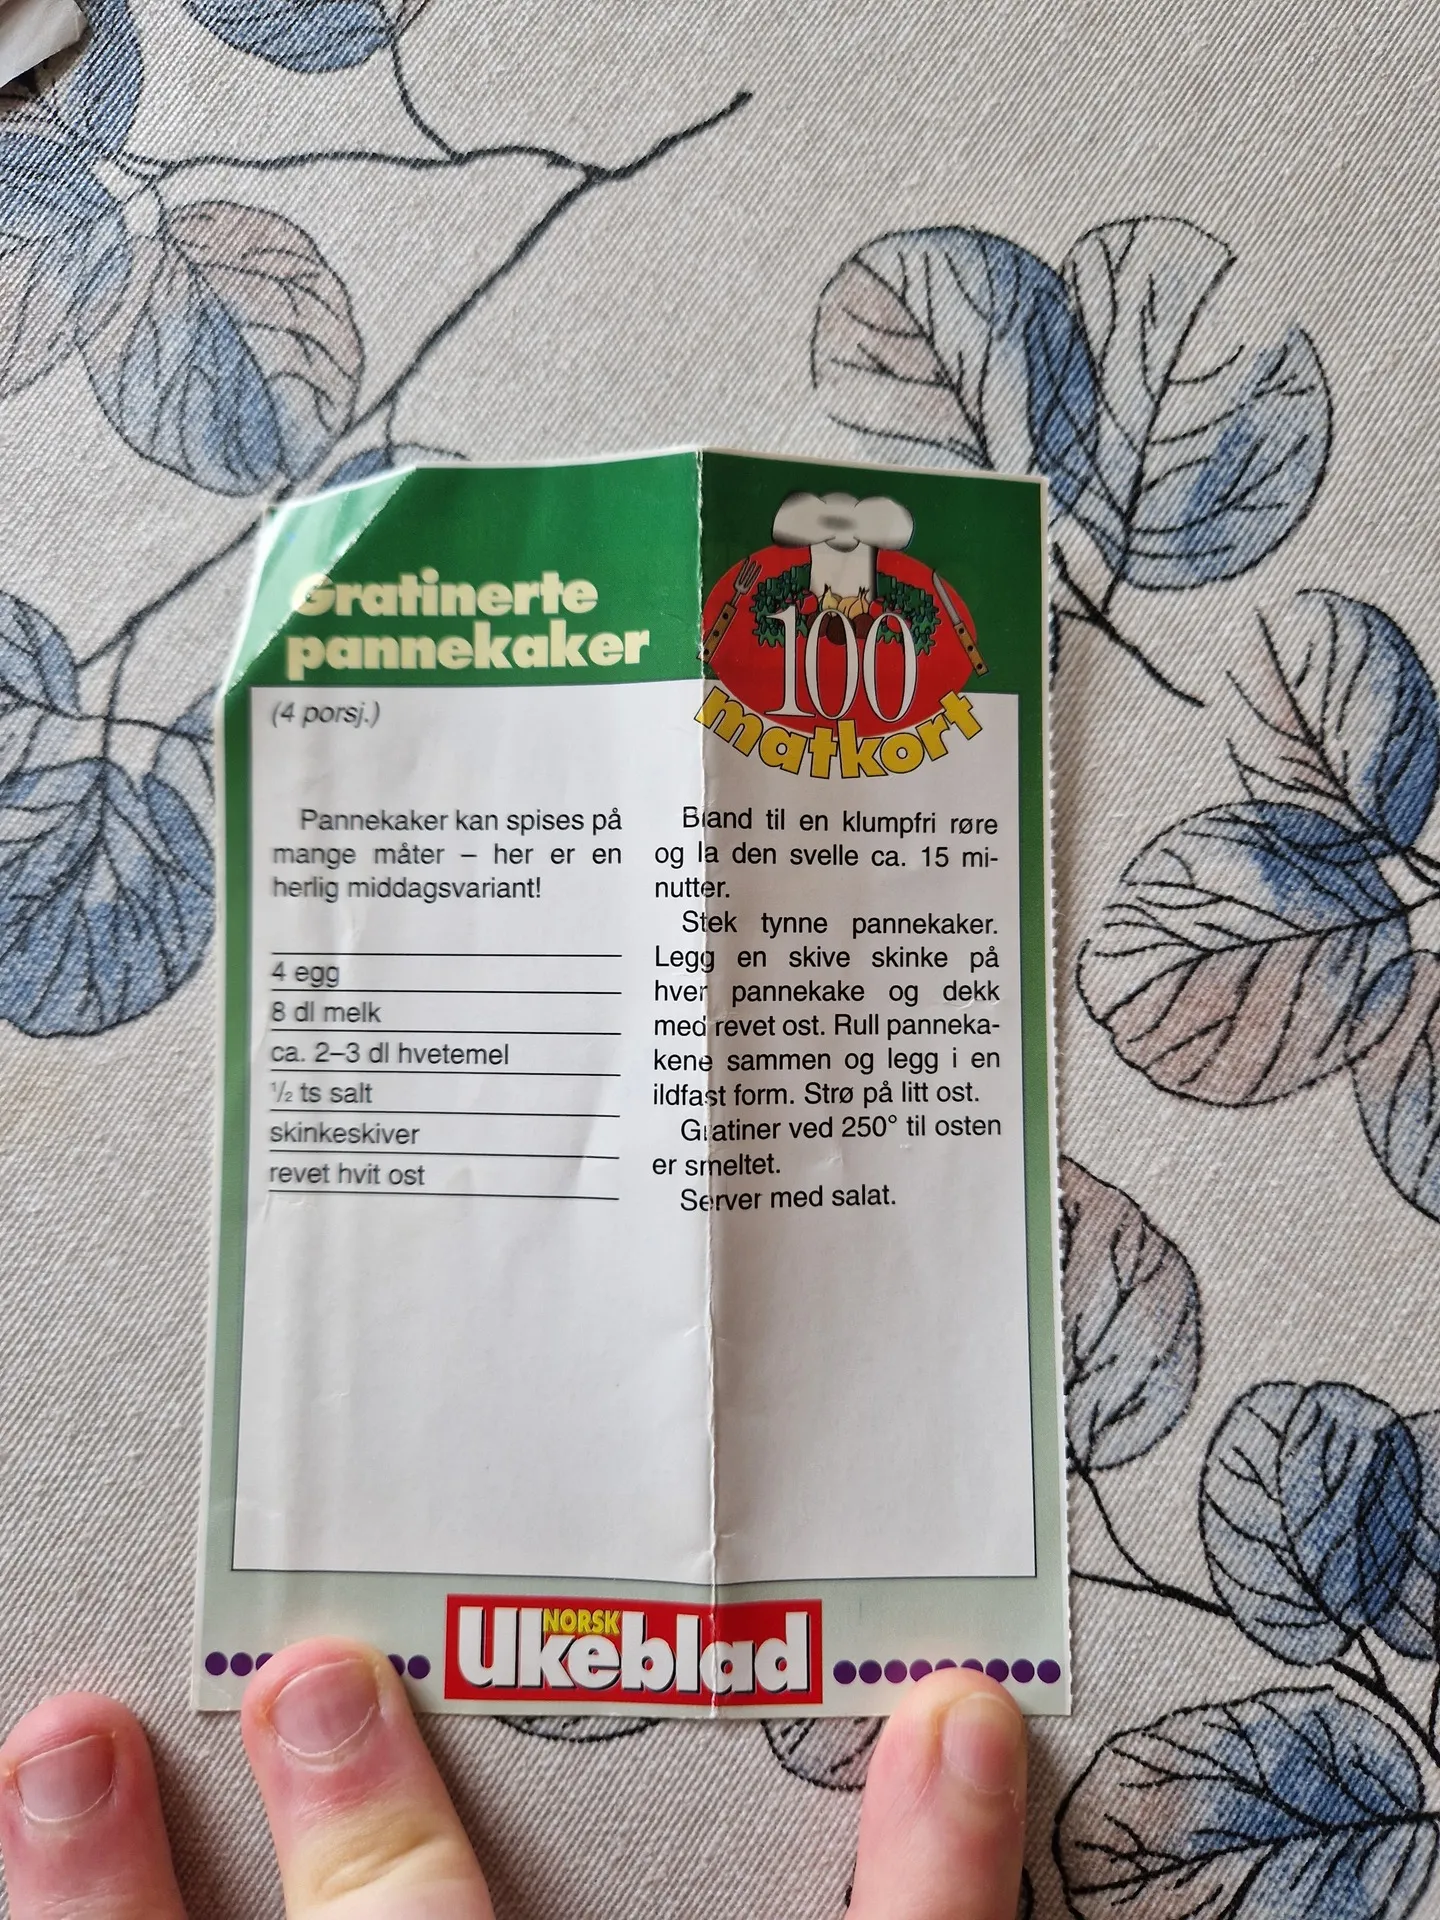 Gratinerte
pannekaker
100
matkort
(4 porsj.)
Pannekaker kan spises på
mange måter – her er en
herlig middagsvariant!
4 egg
8 dl melk
ca. 2–3 dl hvetemel
½ ts salt
skinkeskiver
revet hvit ost
Bland til en klumpfri røre
og la den svelle ca. 15 mi-
nutter.
Stek tynne pannekaker.
Legg en skive skinke på
hver pannekake og dekk
med revet ost. Rull panneka-
kene sammen og legg i en
ildfast form. Strø på litt ost.
Gratiner ved 250° til osten
er smeltet.
Server med salat.
NORSK
Ukeblad